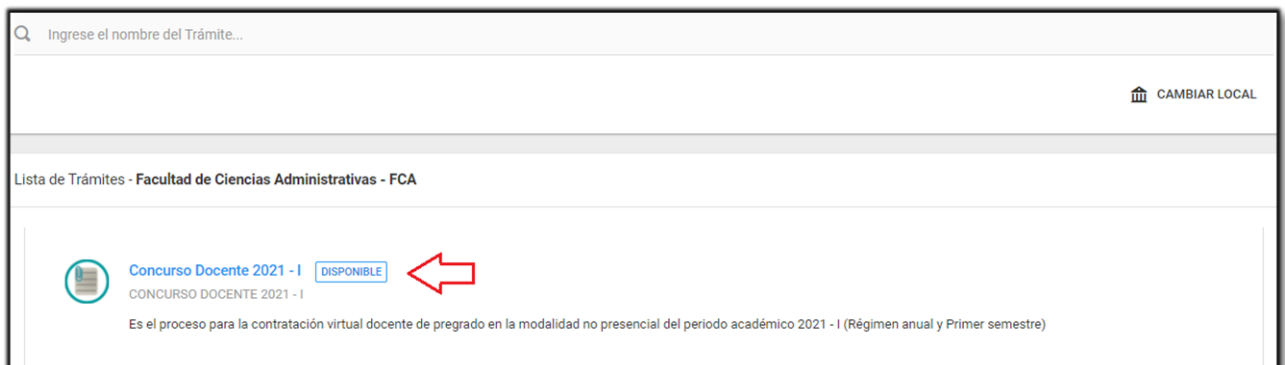 Ingrese el nombre del Trámite...
CAMBIAR LOCAL
Lista de Trámites - Facultad de Ciencias Administrativas - FCA
Concurso Docente 2021 - I DISPONIBLE
CONCURSO DOCENTE 2021 - I
Es el proceso para la contratación virtual docente de pregrado en la modalidad no presencial del periodo académico 2021 - I (Régimen anual y Primer semestre)